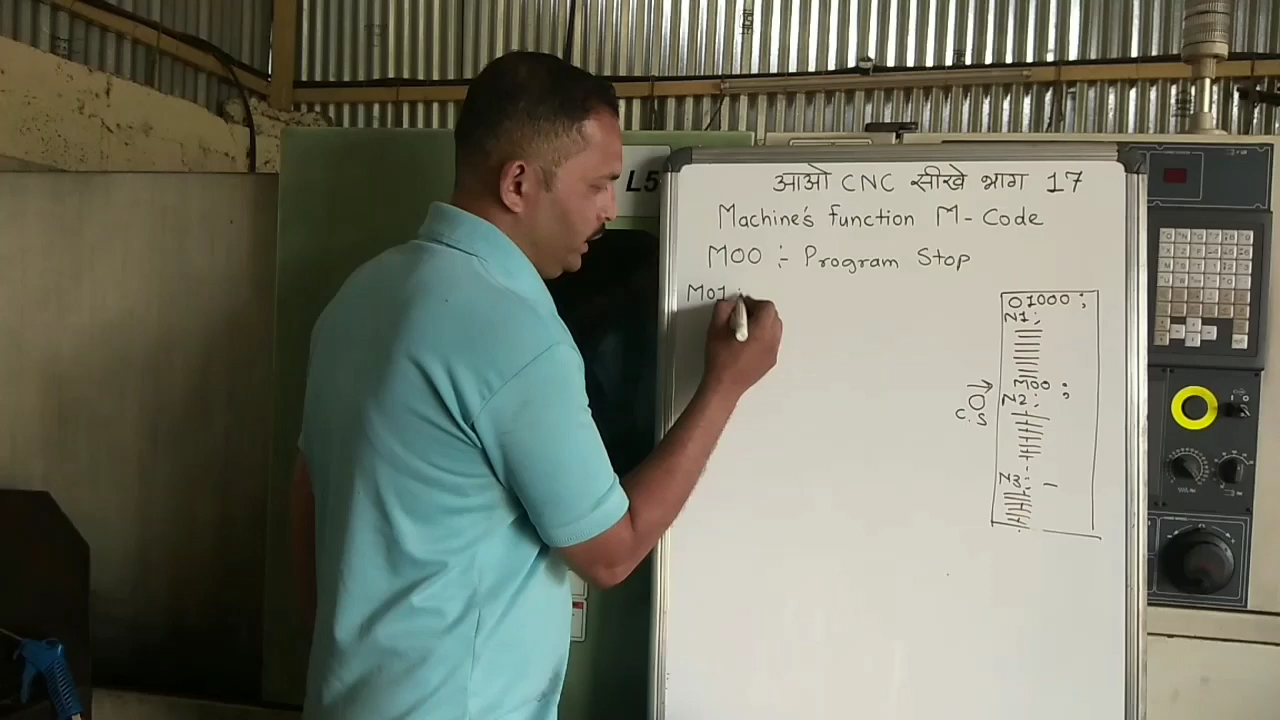 L5
आओ CNC सीखे भाग 17
Machine's function M-Code
M00 :- Program Stop
M01 :
O1000 ;
N1;
M00 ;
N2;
C.S
N3;